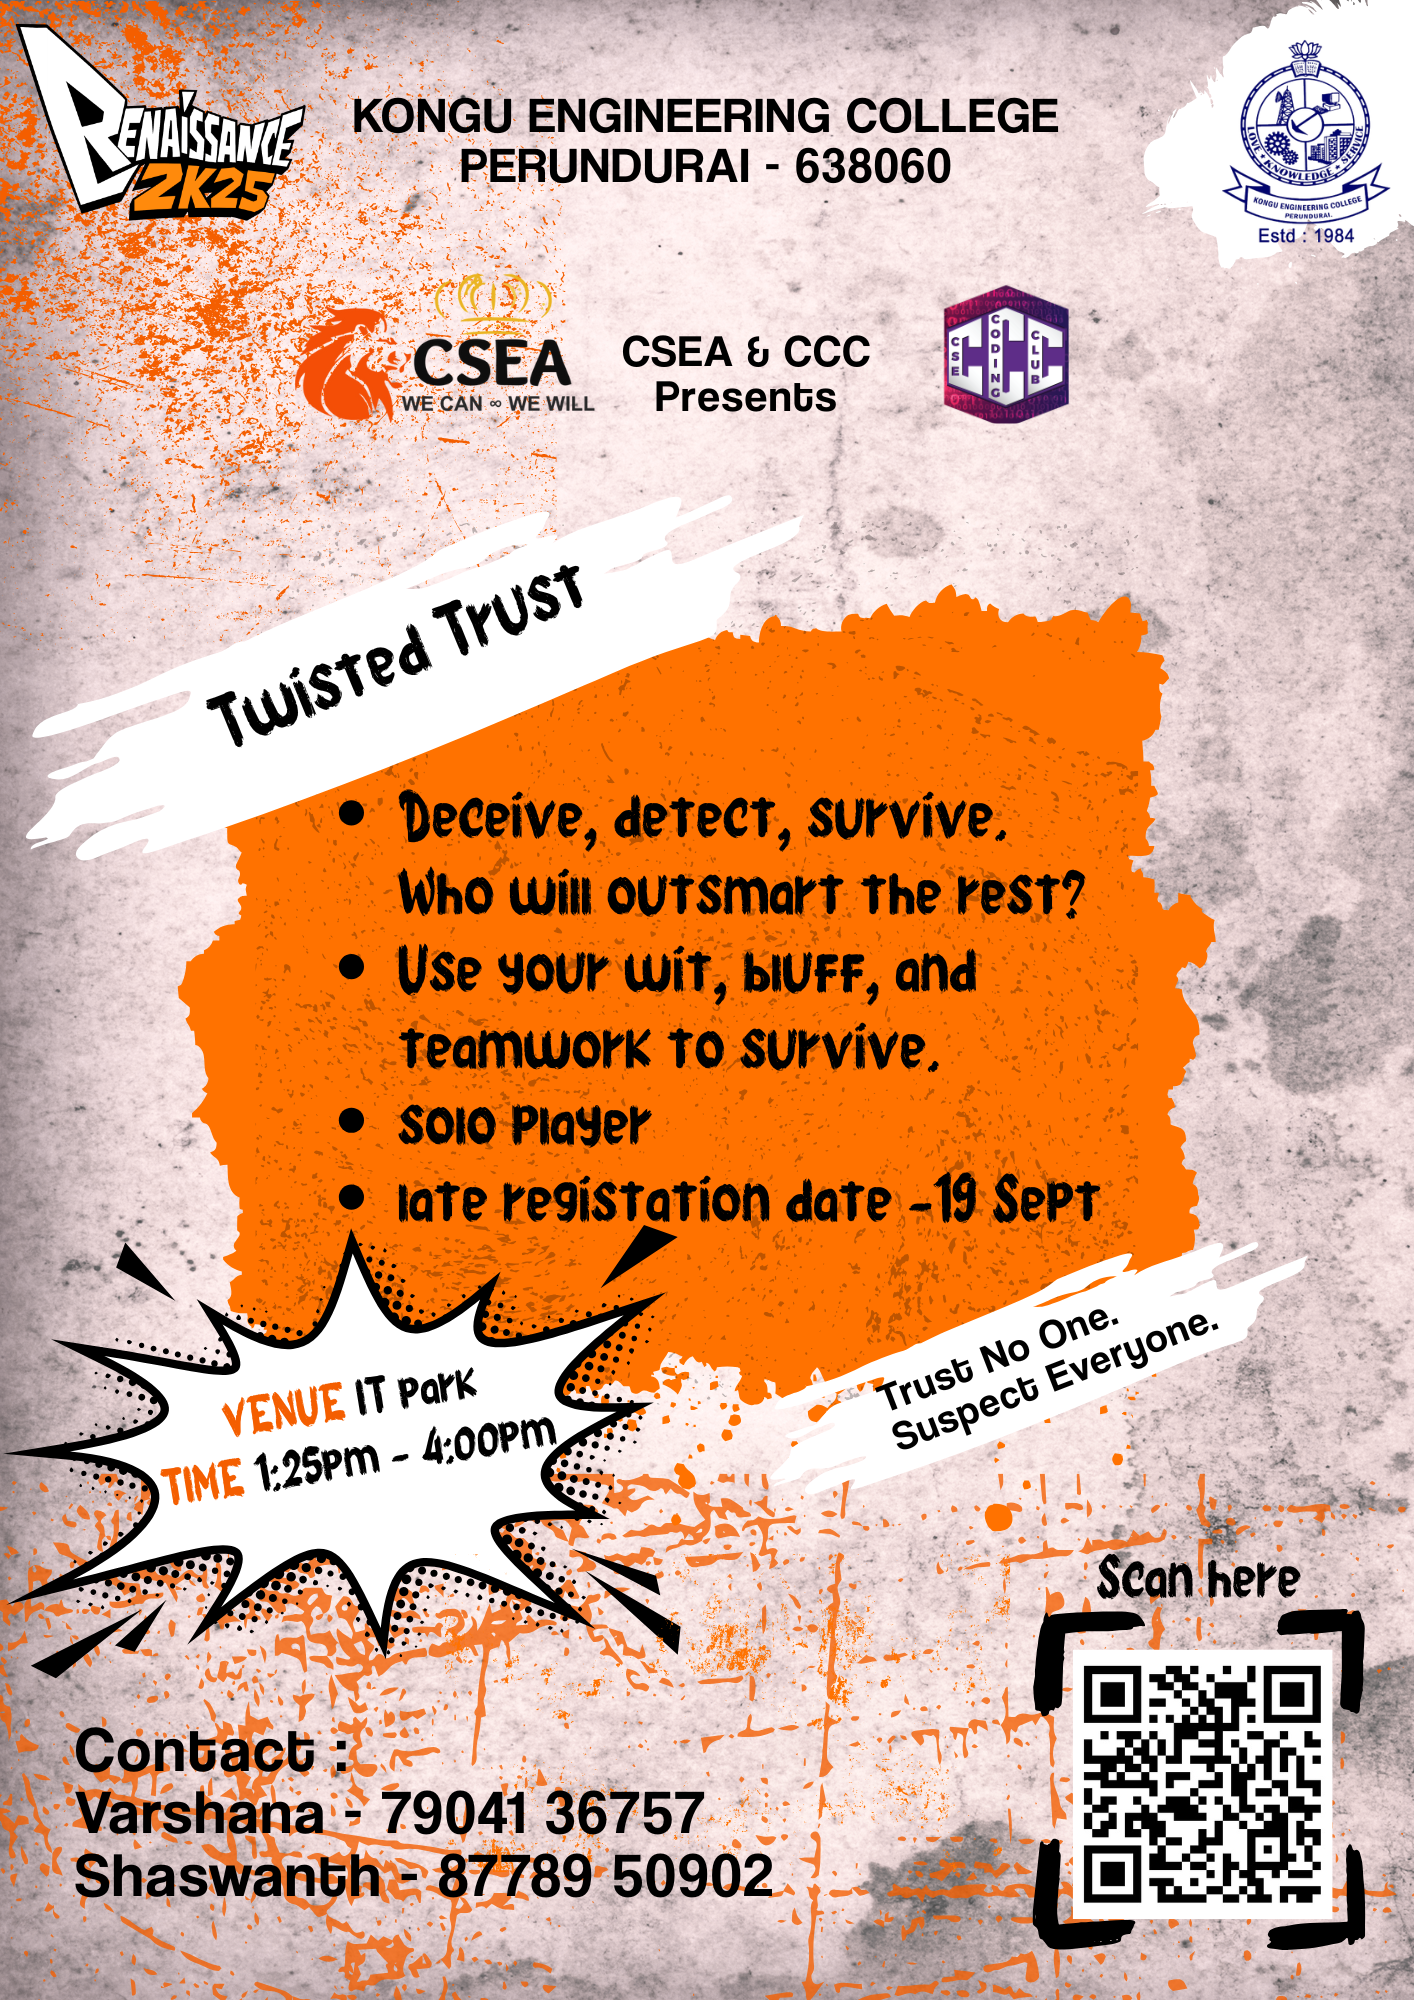 RENAISSANCE
2K25
KONGU ENGINEERING COLLEGE
PERUNDURAI - 638060
LOVE • KNOWLEDGE • SERVICE
KONGU ENGINEERING COLLEGE
PERUNDURAI.
Estd : 1984
CSEA
WE CAN ∞ WE WILL
CSEA & CCC
Presents
CSE
CODING
CLUB
CCC
Twisted Trust
• Deceive, detect, survive.
Who will outsmart the rest?
• Use your wit, bluff, and
teamwork to survive.
• Solo Player
• late registation date -19 Sept
VENUE IT Park
TIME 1:25pm - 4:00pm
Trust No One.
Suspect Everyone.
Scan here
Contact :
Varshana - 79041 36757
Shaswanth - 87789 50902